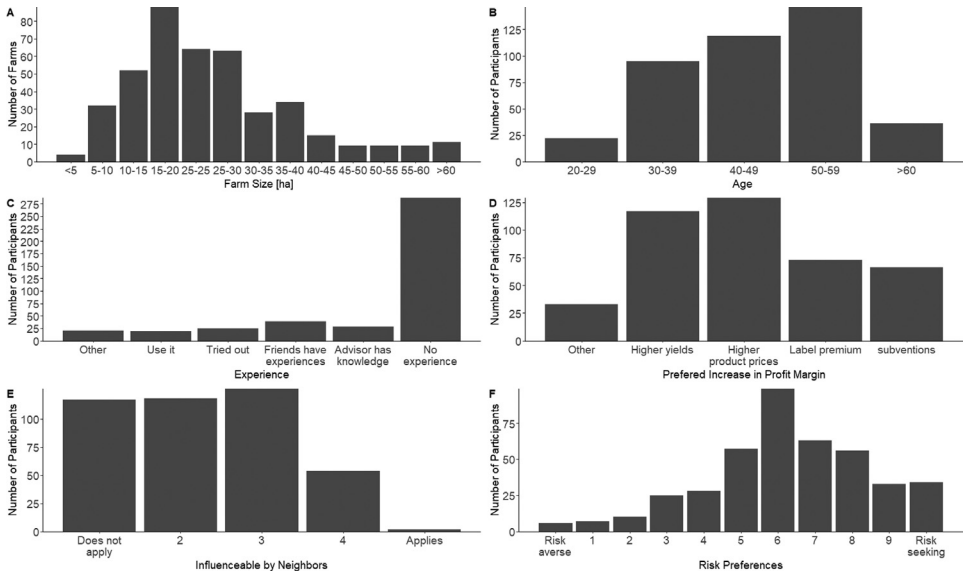 A
Number of Farms
80
70
60
50
40
30
20
10
0
<5 5-10 10-15 15-20 25-25 25-30 30-35 35-40 40-45 45-50 50-55 55-60 >60
Farm Size [ha]
B
Number of Participants
125
100
75
50
25
0
20-29 30-39 40-49 50-59 >60
Age
C
Number of Participants
275
250
225
200
175
150
125
100
75
50
25
0
Other Use it Tried out Friends have Advisor has No
experiences knowledge experience
Experience
D
Number of Participants
125
100
75
50
25
0
Other Higher yields Higher Label premium subventions
product prices
Prefered Increase in Profit Margin
E
Number of Participants
100
50
0
Does not 2 3 4 Applies
apply
Influenceable by Neighbors
F
Number of Participants
75
50
25
0
Risk 1 2 3 4 5 6 7 8 9 Risk
averse seeking
Risk Preferences